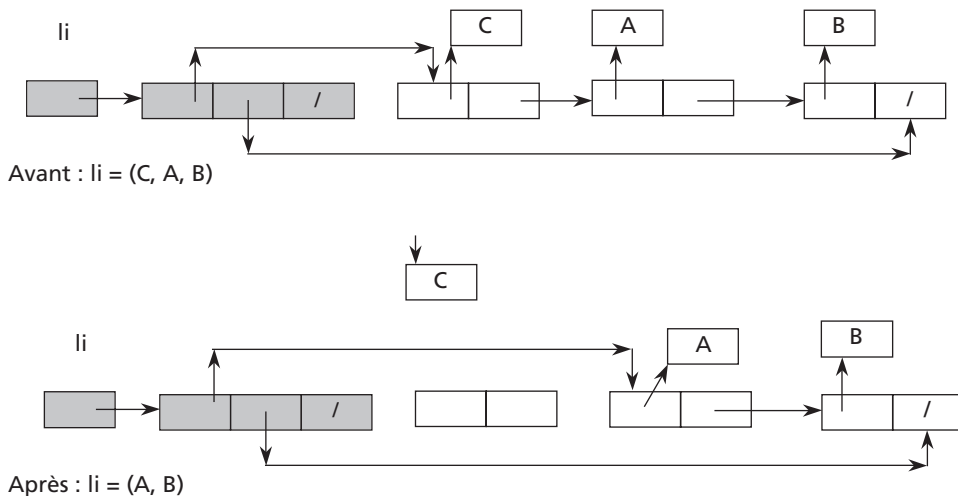 li
C
A
B
/
/
Avant : li = (C, A, B)
C
li
A
B
/
/
Après : li = (A, B)